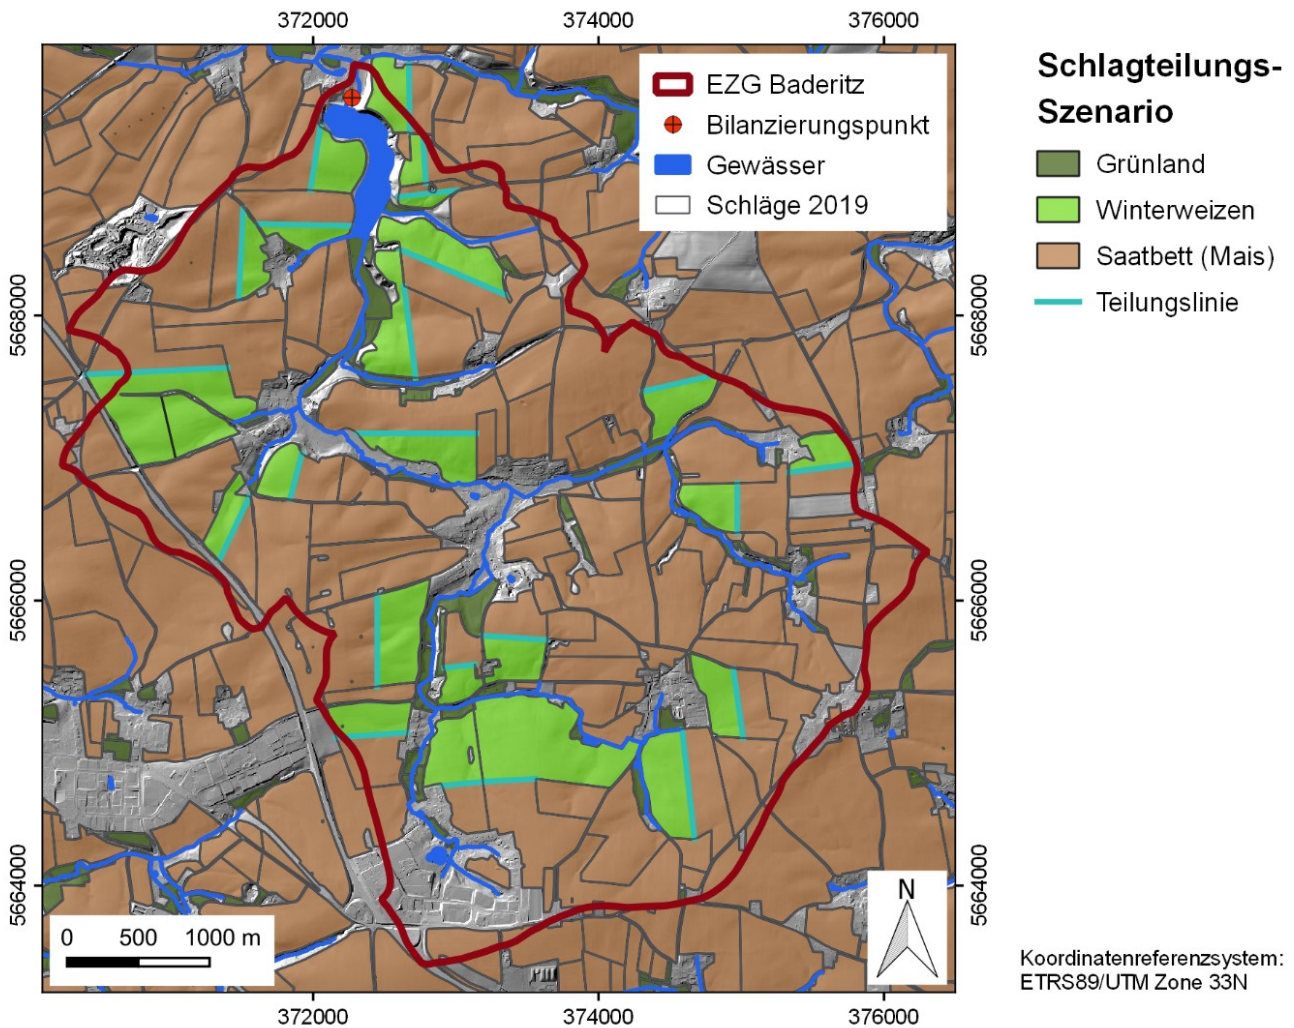 372000
374000
376000
EZG Baderitz
Bilanzierungspunkt
Gewässer
Schläge 2019
Schlagteilungs-
Szenario
Grünland
Winterweizen
Saatbett (Mais)
Teilungslinie
5668000
5668000
5666000
5666000
5664000
5664000
N
0 500 1000 m
372000
374000
376000
Koordinatenreferenzsystem:
ETRS89/UTM Zone 33N